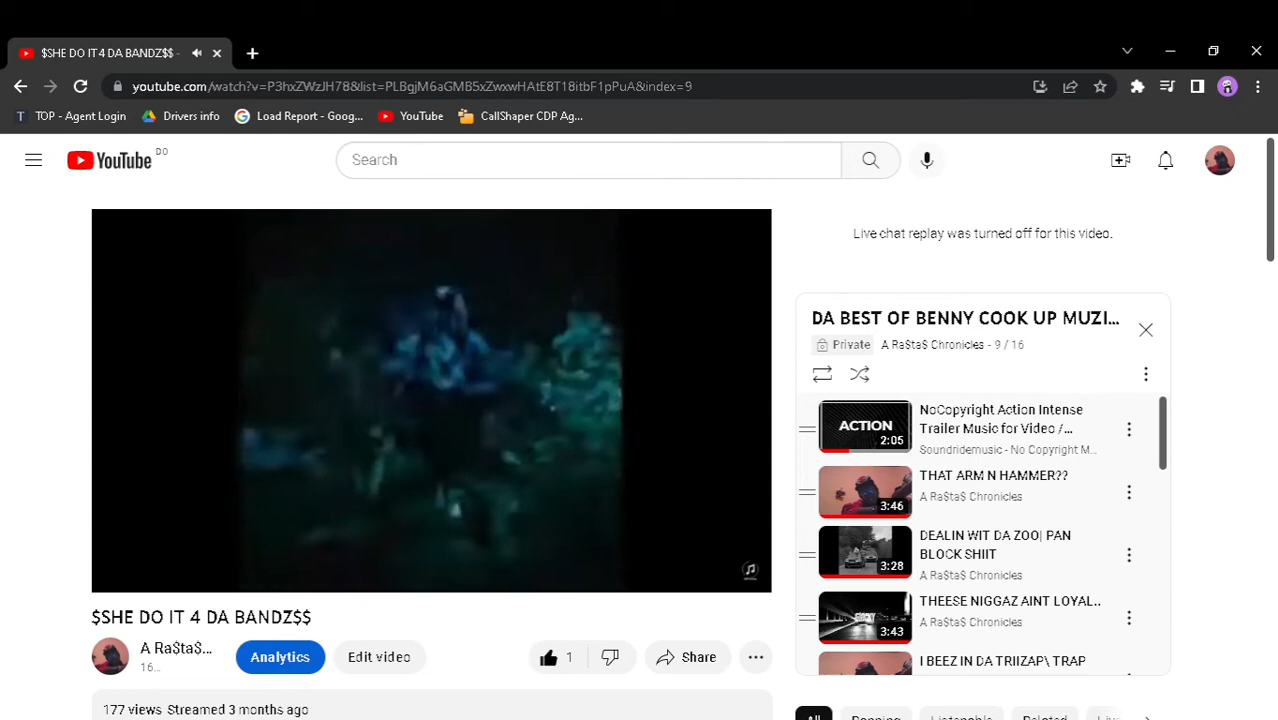 $SHE DO IT 4 DA BANDZ$$ -
youtube.com/watch?v=P3hxZWzJH78&list=PLBqjM6aGMB5xZwxwHAtE8T18itbF1pPuA&index=9
TOP - Agent Login
Drivers info
Load Report - Goog...
YouTube
CallShaper CDP Ag...
YouTube DO
Search
Live chat replay was turned off for this video.
DA BEST OF BENNY COOK UP MUZI...
Private A Ra$ta$ Chronicles - 9 / 16
ACTION
2:05
NoCopyright Action Intense
Trailer Music for Video /...
Soundridemusic - No Copyright M...
3:46
THAT ARM N HAMMER??
A Ra$ta$ Chronicles
3:28
DEALIN WIT DA ZOO| PAN
BLOCK SHIIT
A Ra$ta$ Chronicles
3:43
THEESE NIGGAZ AINT LOYAL..
A Ra$ta$ Chronicles
I BEEZ IN DA TRIIZAP\ TRAP
$SHE DO IT 4 DA BANDZ$$
A Ra$ta$...
16...
Analytics
Edit video
1
Share
177 views Streamed 3 months ago
All
Related